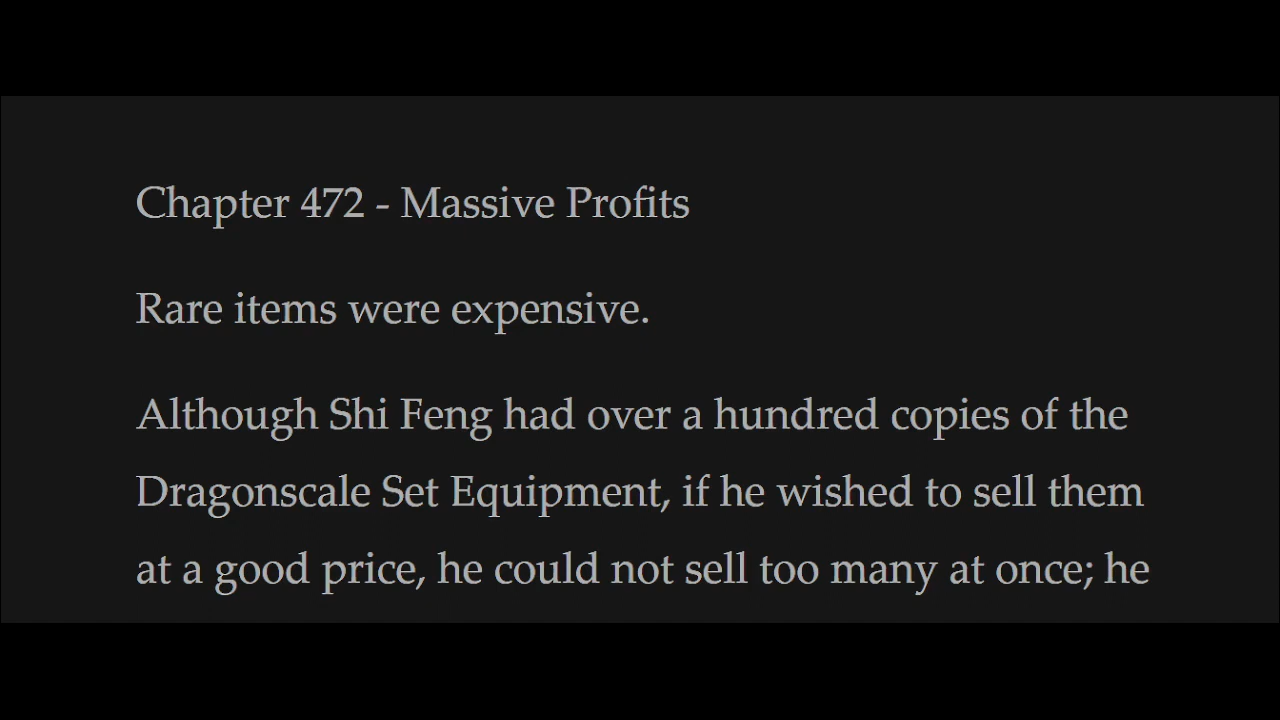 Chapter 472 - Massive Profits
Rare items were expensive.
Although Shi Feng had over a hundred copies of the
Dragonscale Set Equipment, if he wished to sell them
at a good price, he could not sell too many at once; he